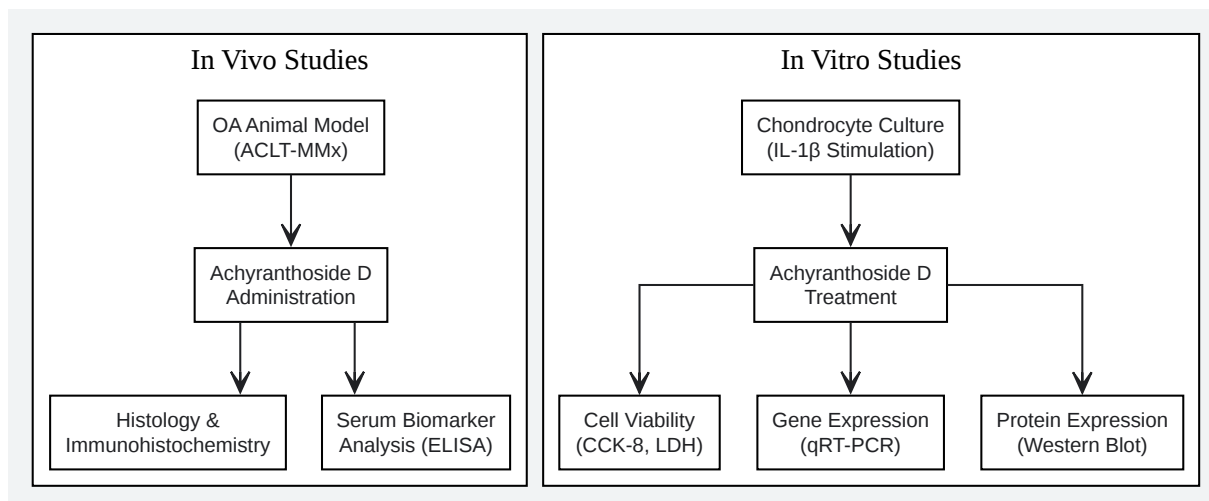 In Vivo Studies
OA Animal Model
(ACLT-MMx)
Achyranthoside D
Administration
Histology &
Immunohistochemistry
Serum Biomarker
Analysis (ELISA)
In Vitro Studies
Chondrocyte Culture
(IL-1β Stimulation)
Achyranthoside D
Treatment
Cell Viability
(CCK-8, LDH)
Gene Expression
(qRT-PCR)
Protein Expression
(Western Blot)